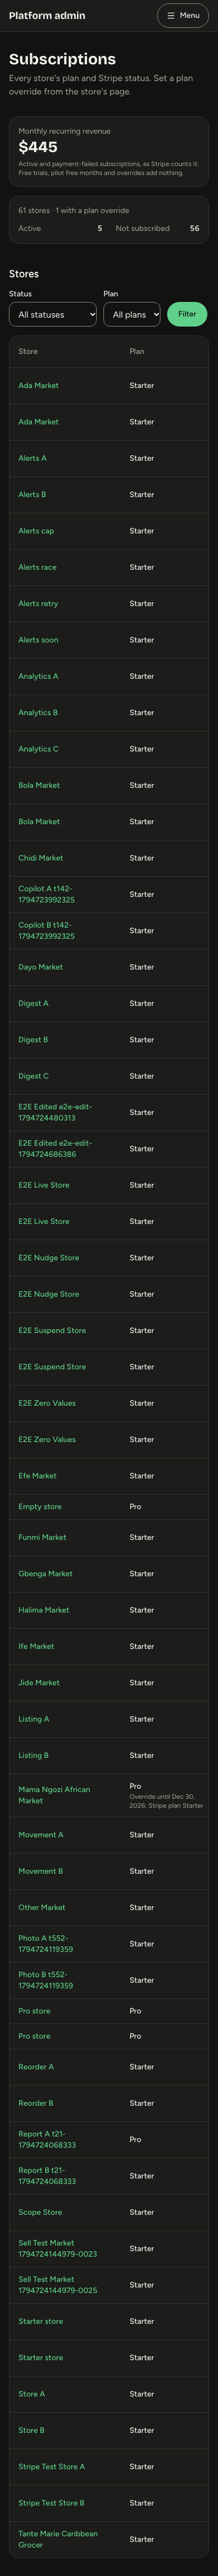 Platform admin
Menu
Subscriptions
Every store's plan and Stripe status. Set a plan
override from the store's page.
Monthly recurring revenue
$445
Active and payment-failed subscriptions, as Stripe counts it.
Free trials, pilot free months and overrides add nothing.
61 stores · 1 with a plan override
Active 5 Not subscribed 56
Stores
Status Plan
All statuses All plans Filter
Store Plan
Ada Market Starter
Ada Market Starter
Alerts A Starter
Alerts B Starter
Alerts cap Starter
Alerts race Starter
Alerts retry Starter
Alerts soon Starter
Analytics A Starter
Analytics B Starter
Analytics C Starter
Bola Market Starter
Bola Market Starter
Chidi Market Starter
Copilot A t142-
1794723992325 Starter
Copilot B t142-
1794723992325 Starter
Dayo Market Starter
Digest A Starter
Digest B Starter
Digest C Starter
E2E Edited e2e-edit-
1794724480313 Starter
E2E Edited e2e-edit-
1794724686386 Starter
E2E Live Store Starter
E2E Live Store Starter
E2E Nudge Store Starter
E2E Nudge Store Starter
E2E Suspend Store Starter
E2E Suspend Store Starter
E2E Zero Values Starter
E2E Zero Values Starter
Efe Market Starter
Empty store Pro
Funmi Market Starter
Gbenga Market Starter
Halima Market Starter
Ife Market Starter
Jide Market Starter
Listing A Starter
Listing B Starter
Mama Ngozi African
Market
Pro
Override until Dec 30,
2026; Stripe plan Starter
Movement A Starter
Movement B Starter
Other Market Starter
Photo A t552-
1794724119359 Starter
Photo B t552-
1794724119359 Starter
Pro store Pro
Pro store Pro
Reorder A Starter
Reorder B Starter
Report A t21-
1794724068333 Pro
Report B t21-
1794724068333 Starter
Scope Store Starter
Sell Test Market
1794724144979-0023 Starter
Sell Test Market
1794724144979-0025 Starter
Starter store Starter
Starter store Starter
Store A Starter
Store B Starter
Stripe Test Store A Starter
Stripe Test Store B Starter
Tante Marie Caribbean
Grocer Starter